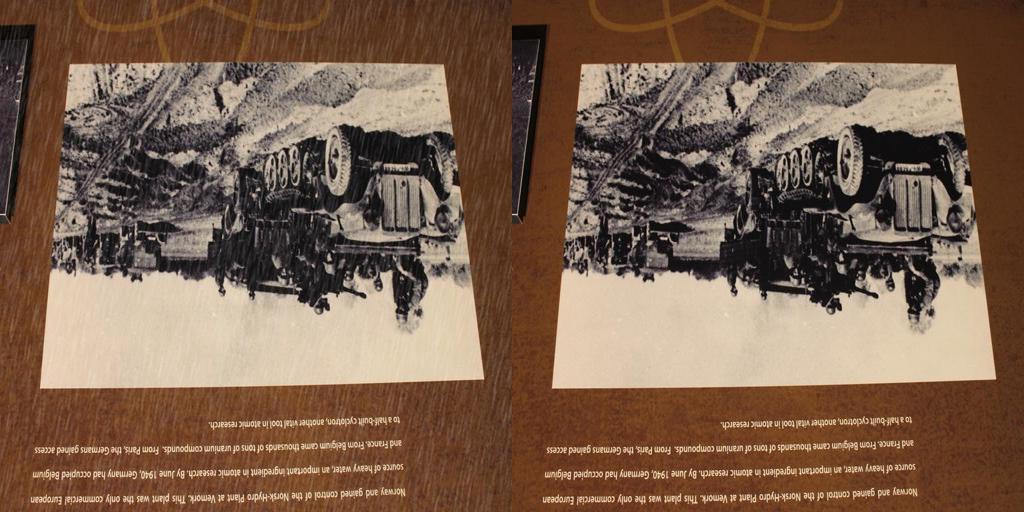 Norway and gained control of the Norsk-Hydro Plant at Vemork. This plant was the only commercial European
source of heavy water, an important ingredient in atomic research. By June 1940, Germany had occupied Belgium
and France. From Belgium came thousands of tons of uranium compounds. From Paris, the Germans gained access
to a half-built cyclotron, another vital tool in atomic research.
Norway and gained control of the Norsk-Hydro Plant at Vemork. This plant was the only commercial European
source of heavy water, an important ingredient in atomic research. By June 1940, Germany had occupied Belgium
and France. From Belgium came thousands of tons of uranium compounds. From Paris, the Germans gained access
to a half-built cyclotron, another vital tool in atomic research.